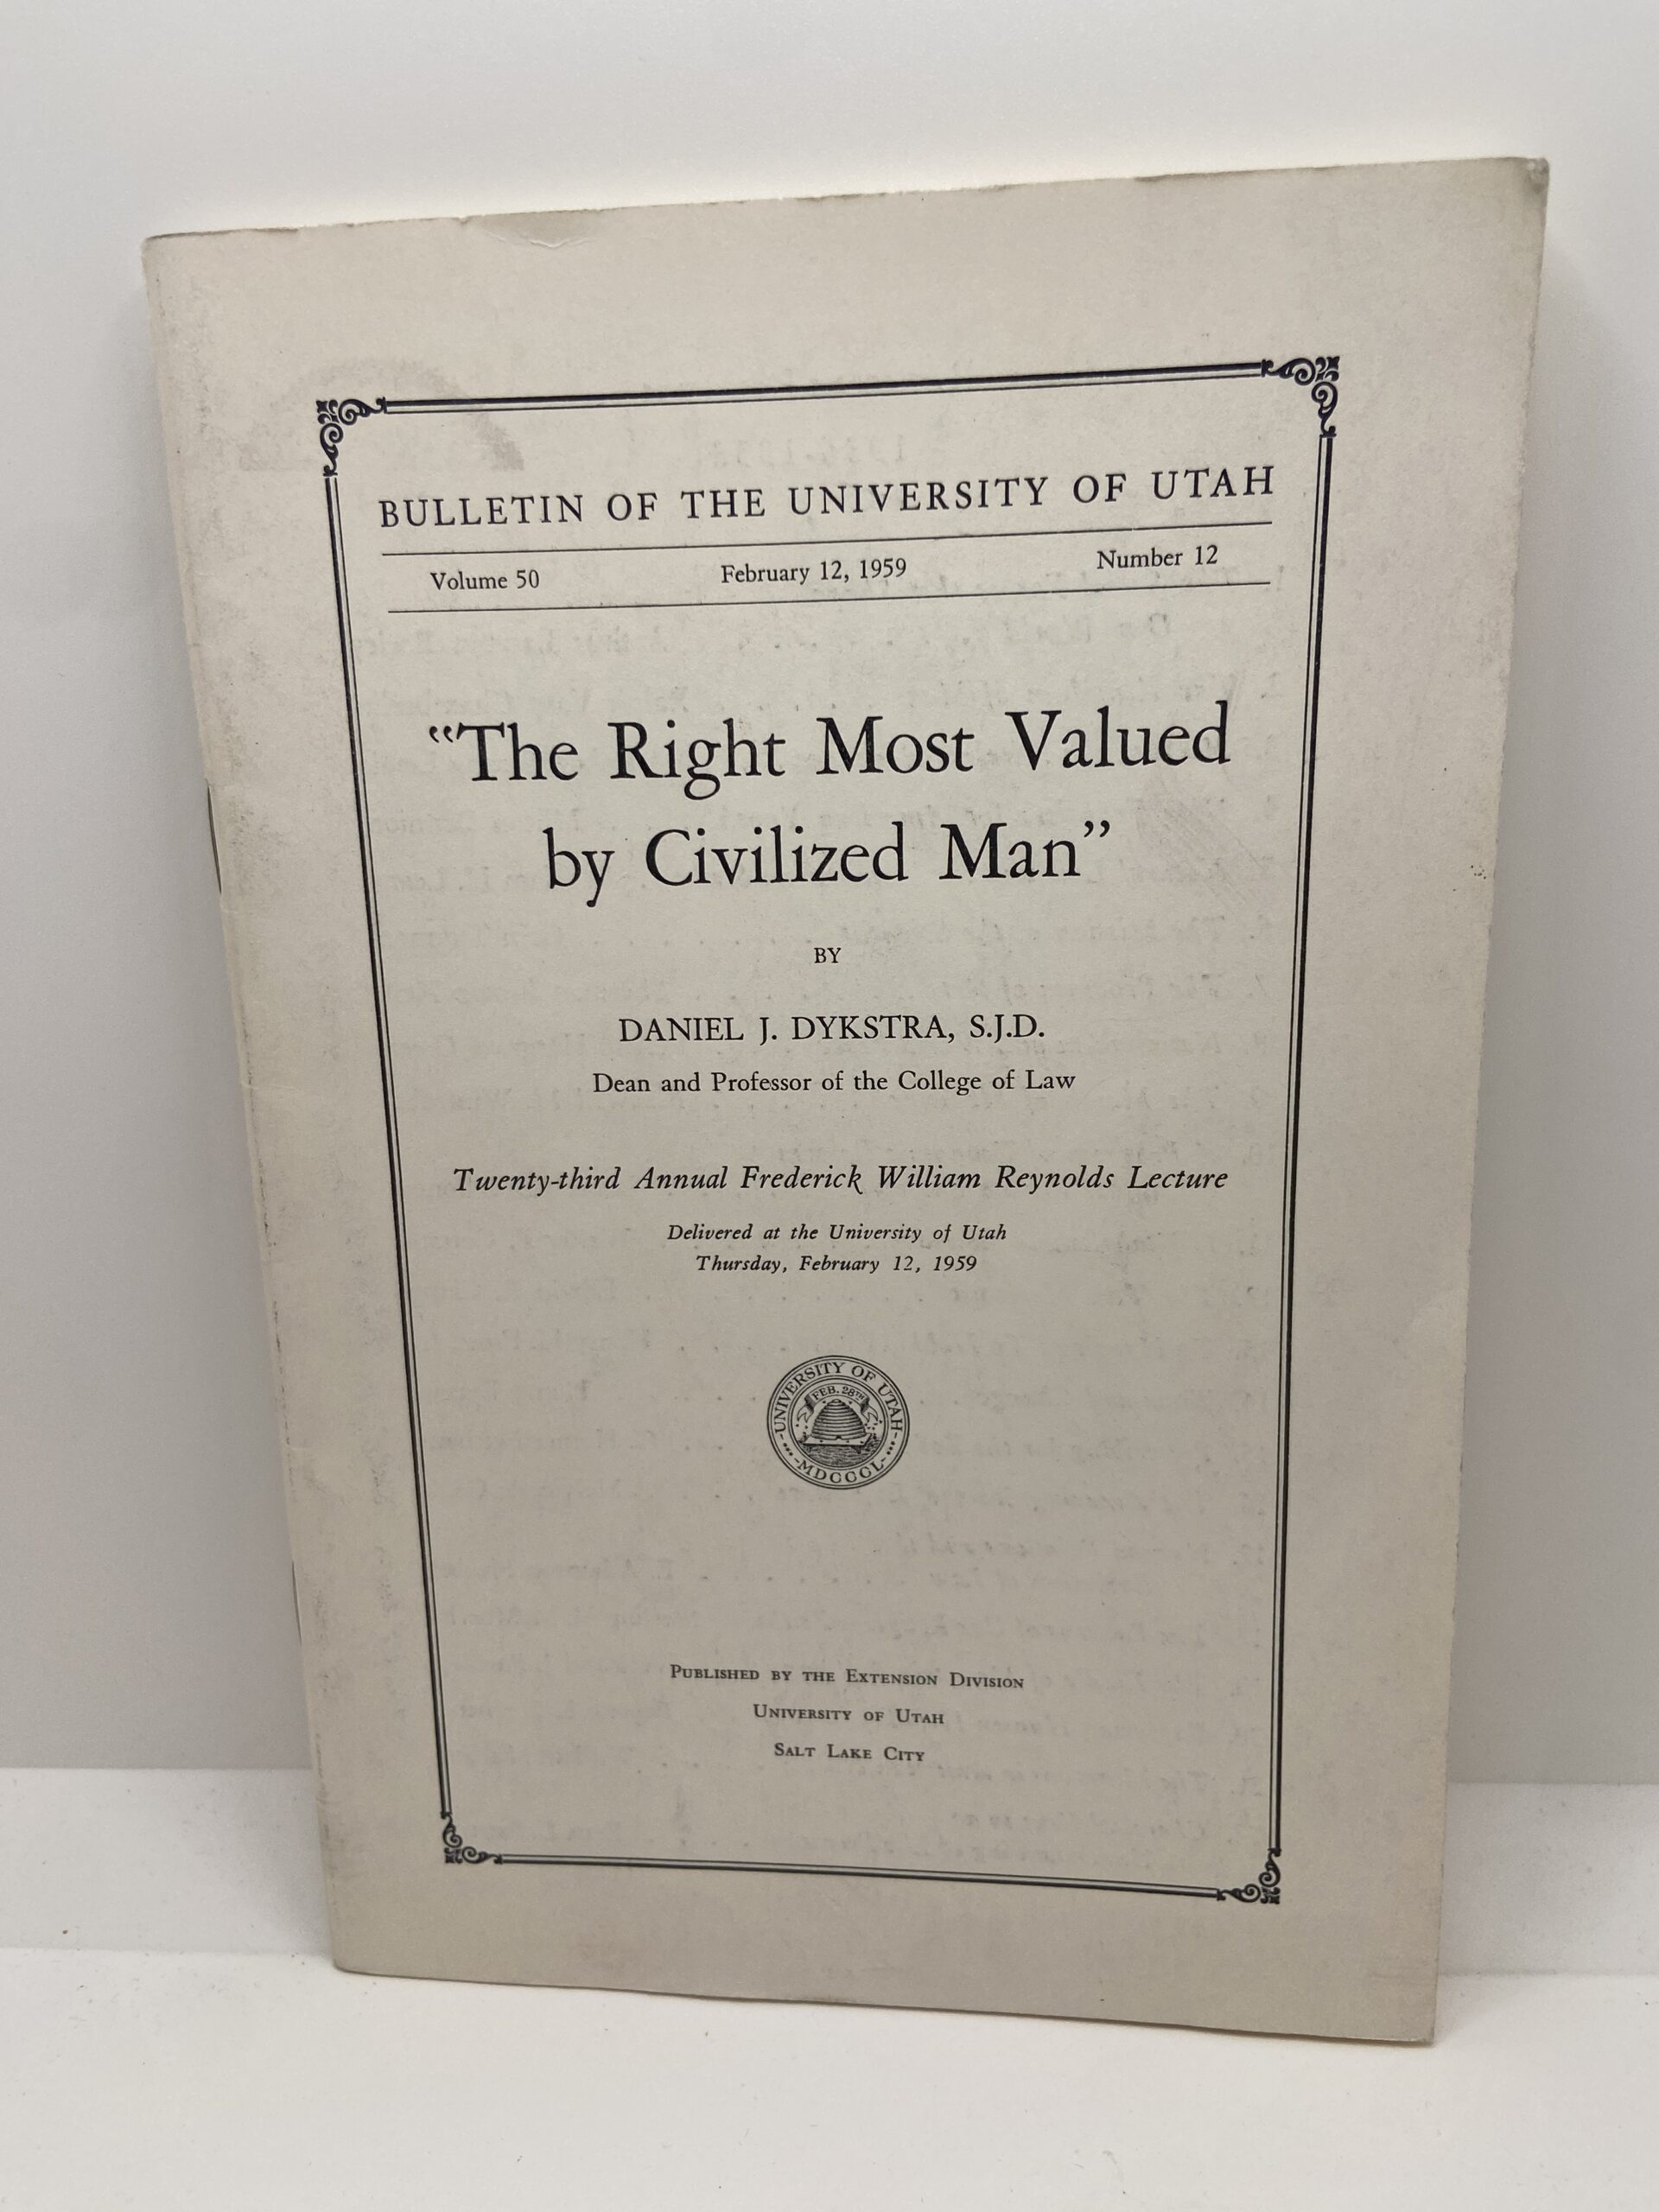 BULLETIN OF THE UNIVERSITY OF UTAH
Volume 50 February 12, 1959 Number 12
“The Right Most Valued
by Civilized Man”
BY
DANIEL J. DYKSTRA, S.J.D.
Dean and Professor of the College of Law
Twenty-third Annual Frederick William Reynolds Lecture
Delivered at the University of Utah
Thursday, February 12, 1959
UNIVERSITY OF UTAH
FEB. 28TH
MDCCCL
PUBLISHED BY THE EXTENSION DIVISION
UNIVERSITY OF UTAH
SALT LAKE CITY